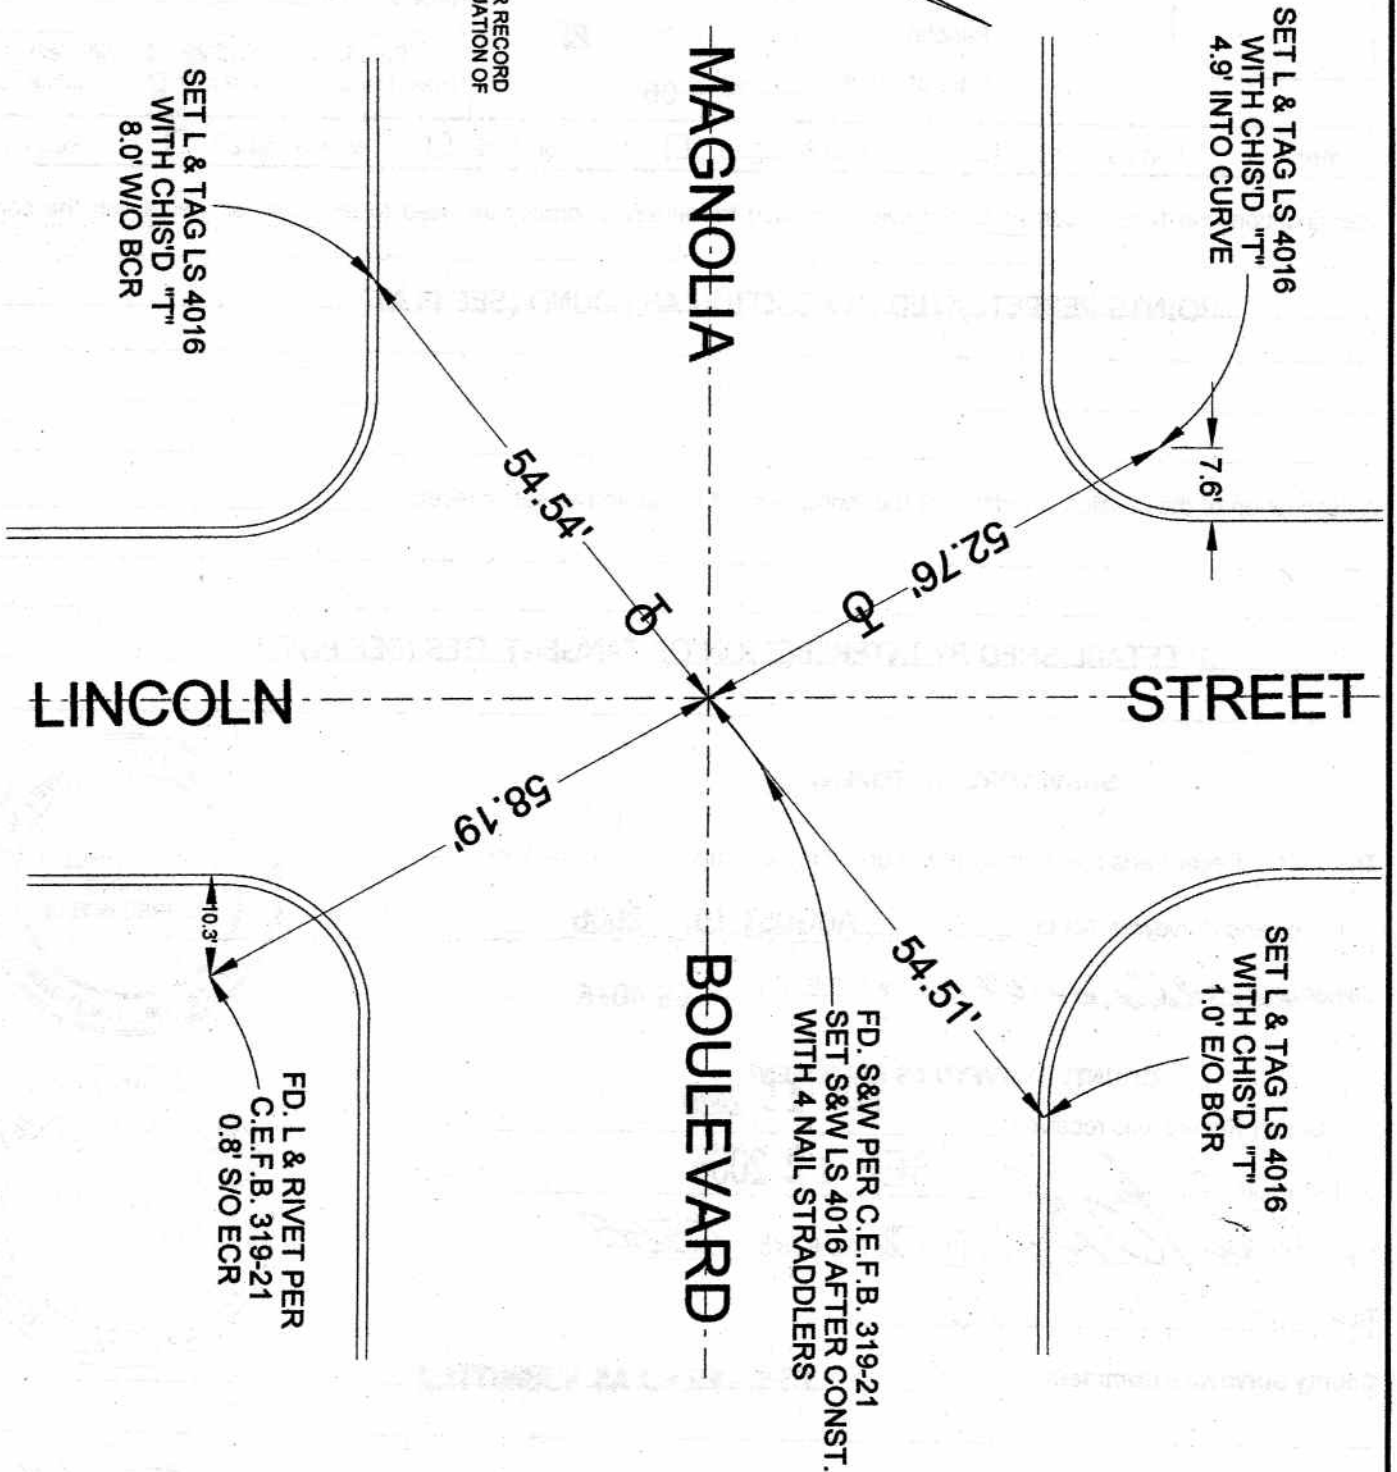 SET L & TAG LS 4016
WITH CHIS'D "T"
4.9' INTO CURVE
7.6'
52.76'
STREET
SET L & TAG LS 4016
WITH CHIS'D "T"
1.0' E/O BCR
54.51'
R RECORD
MATION OF
MAGNOLIA
BOULEVARD
FD. S&W PER C.E.F.B. 319-21
SET S&W LS 4016 AFTER CONST.
WITH 4 NAIL STRADDLERS
SET L & TAG LS 4016
WITH CHIS'D "T"
8.0' W/O BCR
54.54'
LINCOLN
58.19'
10.3'
FD. L & RIVET PER
C.E.F.B. 319-21
0.8' S/O ECR